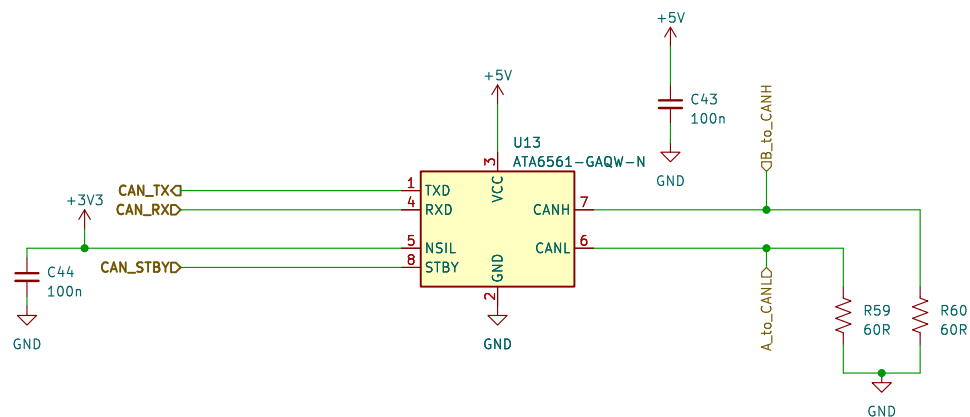 +5V
C43
100n
GND
+5V
U13
ATA6561-GAQW-N
B_to_CANH
3
VCC
CAN_TX
1
TXD
CAN_RX
4
RXD
CANH
7
+3V3
5
NSIL
CANL
6
CAN_STBY
8
STBY
GND
2
GND
C44
100n
GND
A_to_CANL
R59
60R
R60
60R
GND